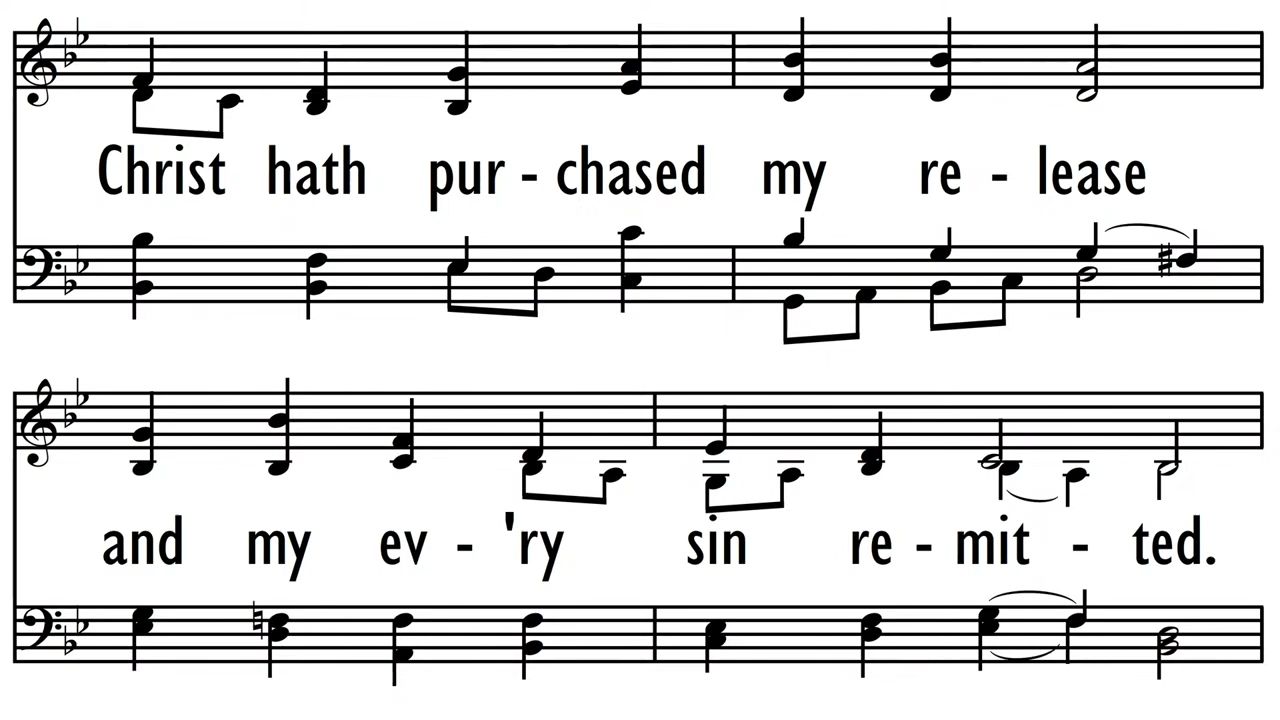 Christ hath pur - chased my re - lease
and my ev - 'ry sin re - mit - ted.